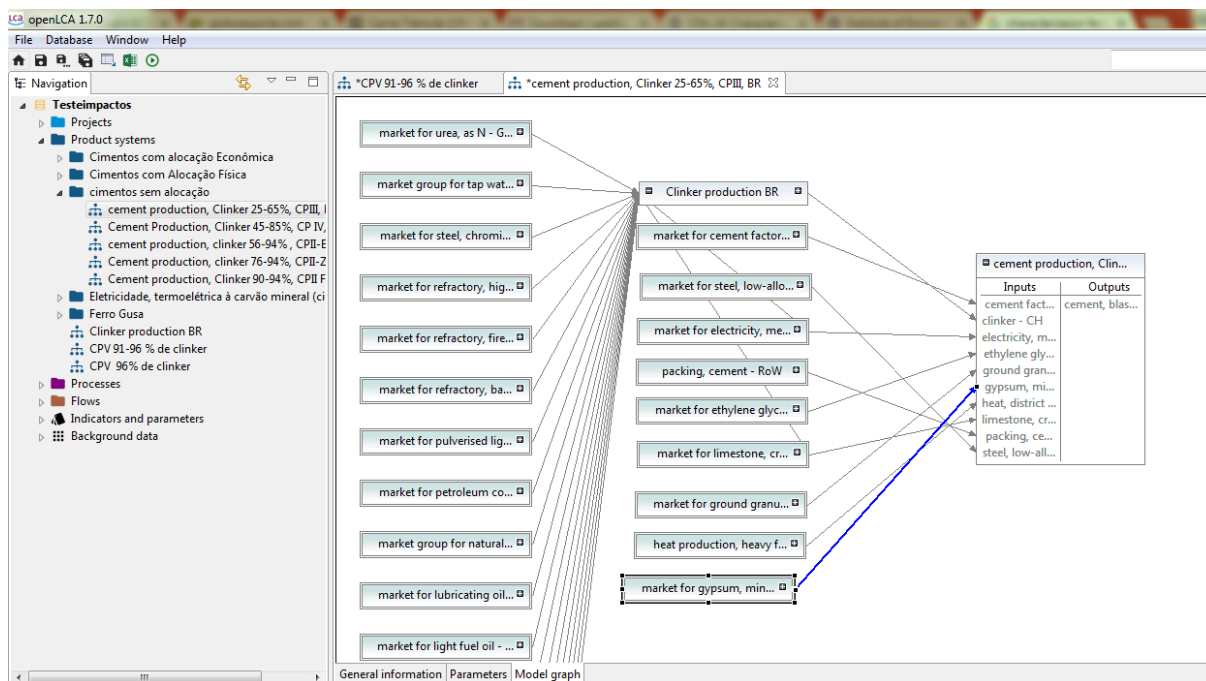 LCA openLCA 1.7.0
File Database Window Help
Navigation
Testeimpactos
Projects
Product systems
Cimentos com alocação Econômica
Cimentos com Alocação Física
cimentos sem alocação
cement production, Clinker 25-65%, CPIII, I
Cement Production, Clinker 45-85%, CP IV,
cement production, clinker 56-94% , CPII-E
cement production, Clinker 76-94%, CPII-Z
Cement production, Clinker 90-94%, CPII F
Eletricidade, termoelétrica à carvão mineral (ci
Ferro Gusa
Clinker production BR
CPV 91-96 % de clinker
CPV 96% de clinker
Processes
Flows
Indicators and parameters
Background data
*CPV 91-96 % de clinker
*cement production, Clinker 25-65%, CPIII, BR
market for urea, as N - G...
market group for tap wat...
market for steel, chromi...
market for refractory, hig...
market for refractory, fire...
market for refractory, ba...
market for pulverised lig...
market for petroleum co...
market group for natural...
market for lubricating oil...
market for light fuel oil - ...
Clinker production BR
market for cement factor...
market for steel, low-allo...
market for electricity, me...
packing, cement - RoW
market for ethylene glyc...
market for limestone, cr...
market for ground granu...
heat production, heavy f...
market for gypsum, min...
cement production, Clin...
Inputs Outputs
cement fact... cement, blas...
clinker - CH
electricity, m...
ethylene gly...
ground gran...
gypsum, mi...
heat, district ...
limestone, cr...
packing, ce...
steel, low-all...
General information Parameters Model graph